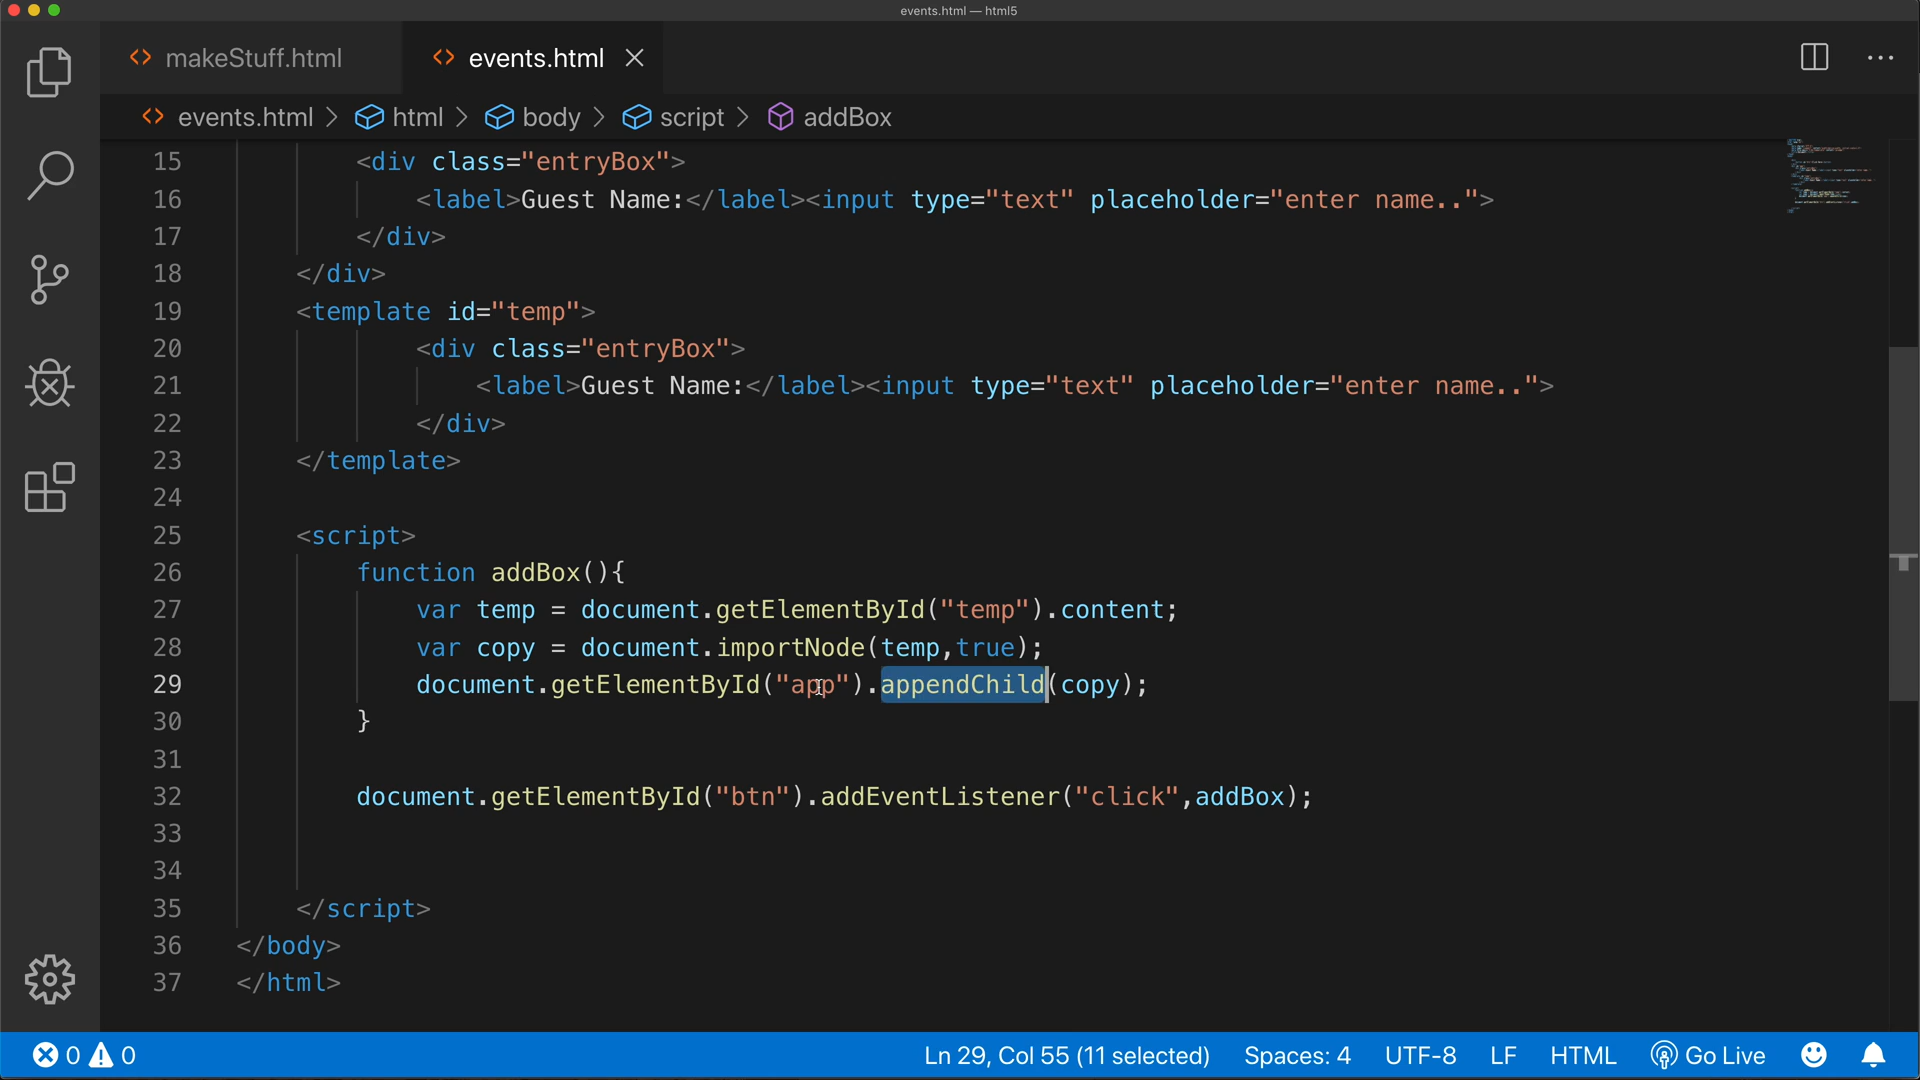 events.html — html5
makeStuff.html
events.html
events.html > html > body > script > addBox
15 <div class="entryBox">
16 <label>Guest Name:</label><input type="text" placeholder="enter name..">
17 </div>
18 </div>
19 <template id="temp">
20 <div class="entryBox">
21 <label>Guest Name:</label><input type="text" placeholder="enter name..">
22 </div>
23 </template>
24
25 <script>
26 function addBox(){
27 var temp = document.getElementById("temp").content;
28 var copy = document.importNode(temp,true);
29 document.getElementById("app").appendChild(copy);
30 }
31
32 document.getElementById("btn").addEventListener("click",addBox);
33
34
35 </script>
36 </body>
37 </html>
0 0 Ln 29, Col 55 (11 selected) Spaces: 4 UTF-8 LF HTML Go Live